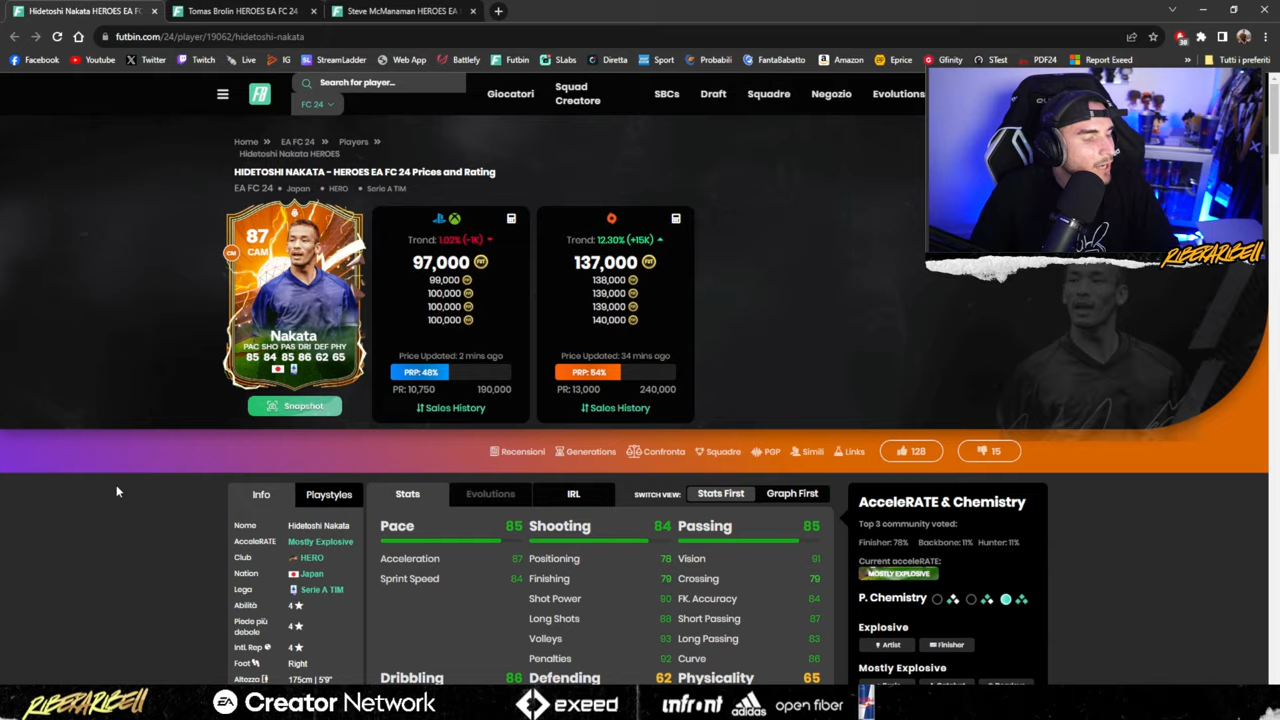 Hidetoshi Nakata HEROES EA FC
Tomas Brolin HEROES EA FC 24
Steve McManaman HEROES EA
futbin.com/24/player/19062/hidetoshi-nakata
30
Facebook Youtube Twitter Twitch Live IG StreamLadder Web App Battlefy Futbin SLabs Diretta Sport Probabili FantaBabatto Amazon Eprice Gfinity STest PDF24 Report Exeed » Tutti i preferiti
Search for player...
FC 24
Giocatori
Squad Creatore
SBCs
Draft
Squadre
Negozio
Evolutions
Home » EA FC 24 » Players »
Hidetoshi Nakata HEROES
HIDETOSHI NAKATA - HEROES EA FC 24 Prices and Rating
EA FC 24 • Japan • HERO • Serie A TIM
87
CAM
CM
Nakata
PAC SHO PAS DRI DEF PHY
85 84 85 86 62 65
Snapshot
Trend: 1.02% (-1K)
97,000
99,000
100,000
100,000
100,000
Price Updated: 2 mins ago
PRP: 48%
PR: 10,750 190,000
Sales History
Trend: 12.30% (+15K)
137,000
138,000
139,000
139,000
140,000
Price Updated: 34 mins ago
PRP: 54%
PR: 13,000 240,000
Sales History
RIBERARIBELL
Recensioni Generations Confronta Squadre PGP Simili Links 128 15
Info Playstyles
Nome Hidetoshi Nakata
AcceleRATE Mostly Explosive
Club HERO
Nation Japan
Lega Serie A TIM
Abilità 4★
Piede più debole 4★
Intl. Rep 4★
Foot Right
Altezza 175cm | 5'9"
Stats Evolutions IRL SWITCH VIEW: Stats First Graph First
Pace 85
Acceleration 87
Sprint Speed 84
Shooting 84
Positioning 78
Finishing 79
Shot Power 90
Long Shots 88
Volleys 93
Penalties 92
Passing 85
Vision 91
Crossing 79
FK. Accuracy 84
Short Passing 87
Long Passing 83
Curve 86
Dribbling 86
Defending 62
Physicality 65
AcceleRATE & Chemistry
Top 3 community voted:
Finisher: 78% Backbone: 11% Hunter: 11%
Current acceleRATE:
MOSTLY EXPLOSIVE
P. Chemistry
Explosive
Artist Finisher
Mostly Explosive
RIBERARIBELL
EA Creator Network
exeed
infront
adidas
open fiber